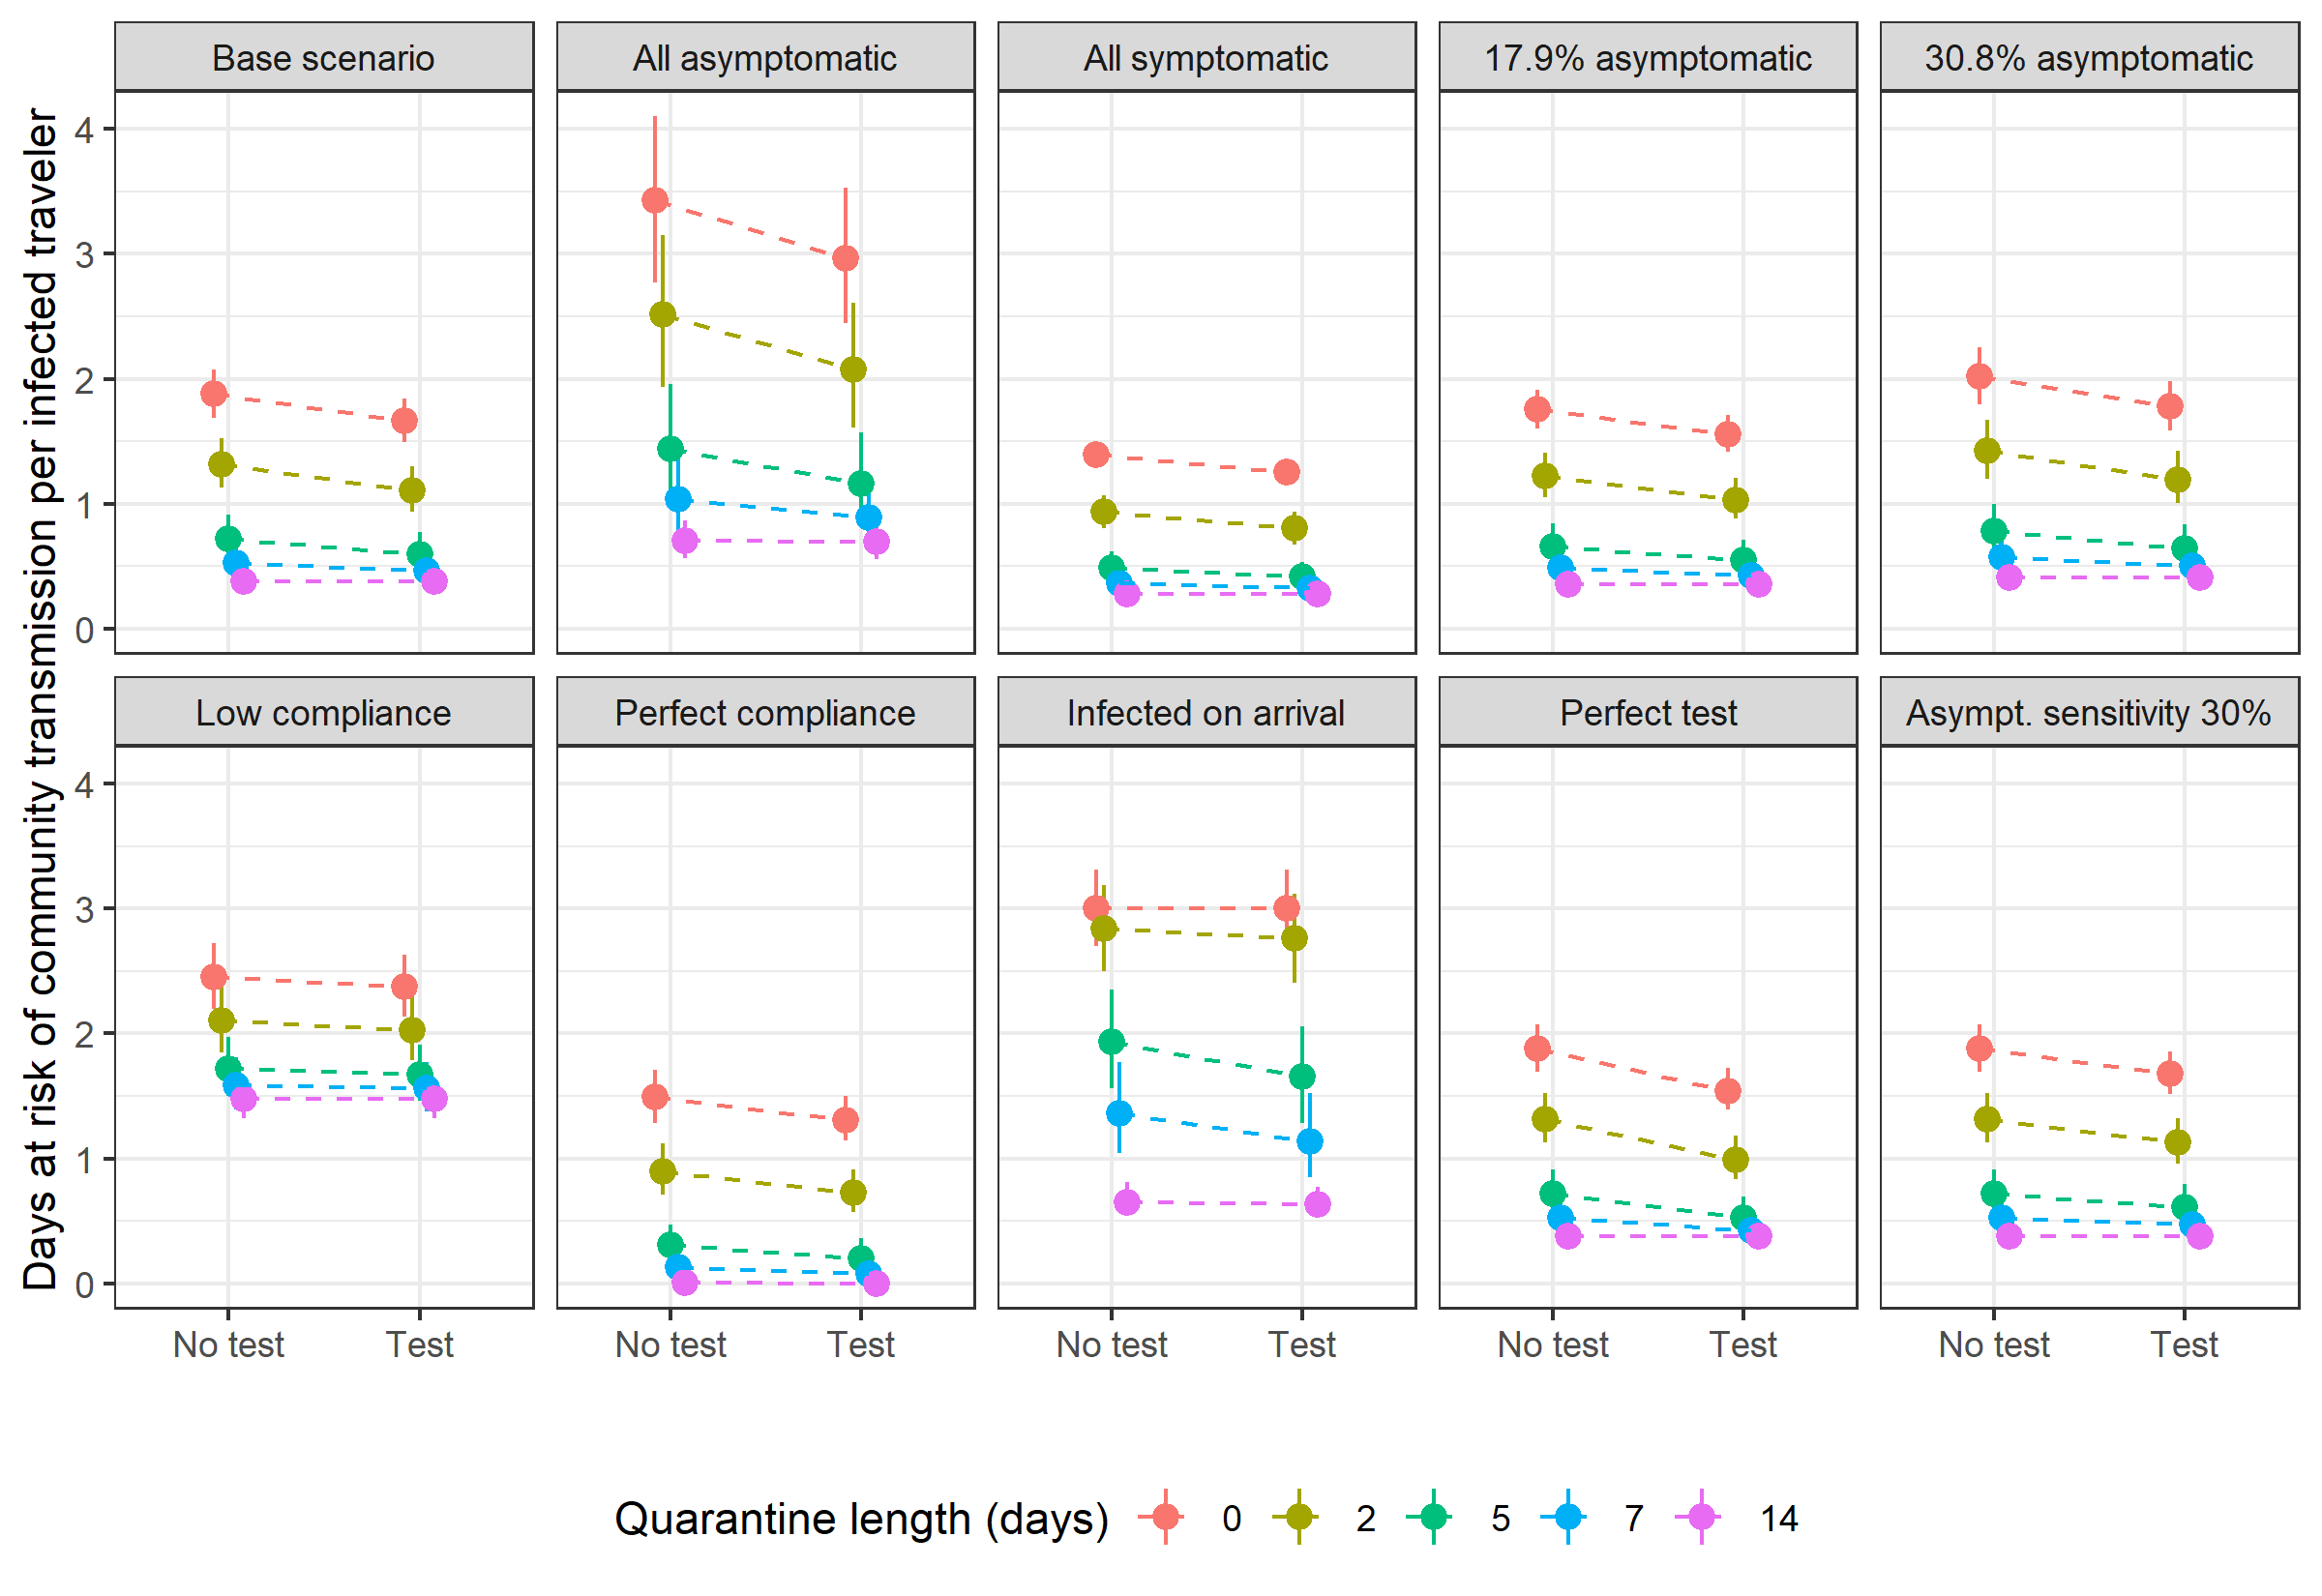 Base scenario
All asymptomatic
All symptomatic
17.9% asymptomatic
30.8% asymptomatic
Days at risk of community transmission per infected traveler
4
3
2
1
0
Low compliance
Perfect compliance
Infected on arrival
Perfect test
Asympt. sensitivity 30%
4
3
2
1
0
No test Test
No test Test
No test Test
No test Test
No test Test
Quarantine length (days) 0 2 5 7 14